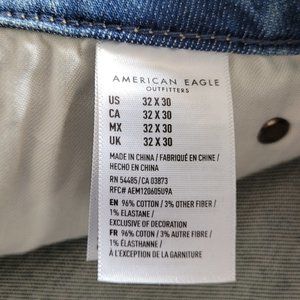 AMERICAN EAGLE
OUTFITTERS
US 32 X 30
CA 32 X 30
MX 32 X 30
UK 32 X 30
MADE IN CHINA / FABRIQUÉ EN CHINE /
HECHO EN CHINA
RN 54485/ CA 03873
RFC# AEM120605U9A
EN 96% COTTON / 3% OTHER FIBER /
1% ELASTANE /
EXCLUSIVE OF DECORATION
FR 96% COTON / 3% AUTRE FIBRE /
1% ÉLASTHANNE /
À L'EXCEPTION DE LA GARNITURE